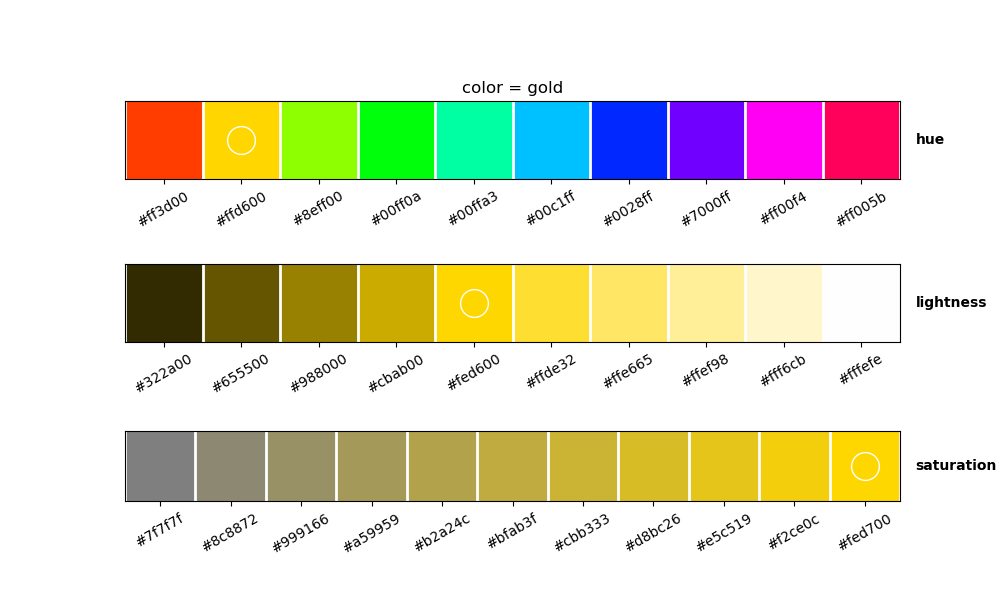 color = gold
hue
#ff3d00 #ffd600 #8eff00 #00ff0a #00ffa3 #00c1ff #0028ff #7000ff #ff00f4 #ff005b
lightness
#322a00 #655500 #988000 #cbab00 #fed600 #ffde32 #ffe665 #ffef98 #fff6cb #fffefe
saturation
#7f7f7f #8c8872 #999166 #a59959 #b2a24c #bfab3f #cbb333 #d8bc26 #e5c519 #f2ce0c #fed700